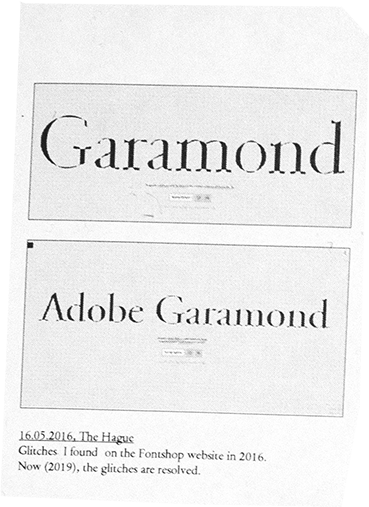 Garamond
Adobe Garamond
16.05.2016, The Hague
Glitches I found on the Fontshop website in 2016.
Now (2019), the glitches are resolved.